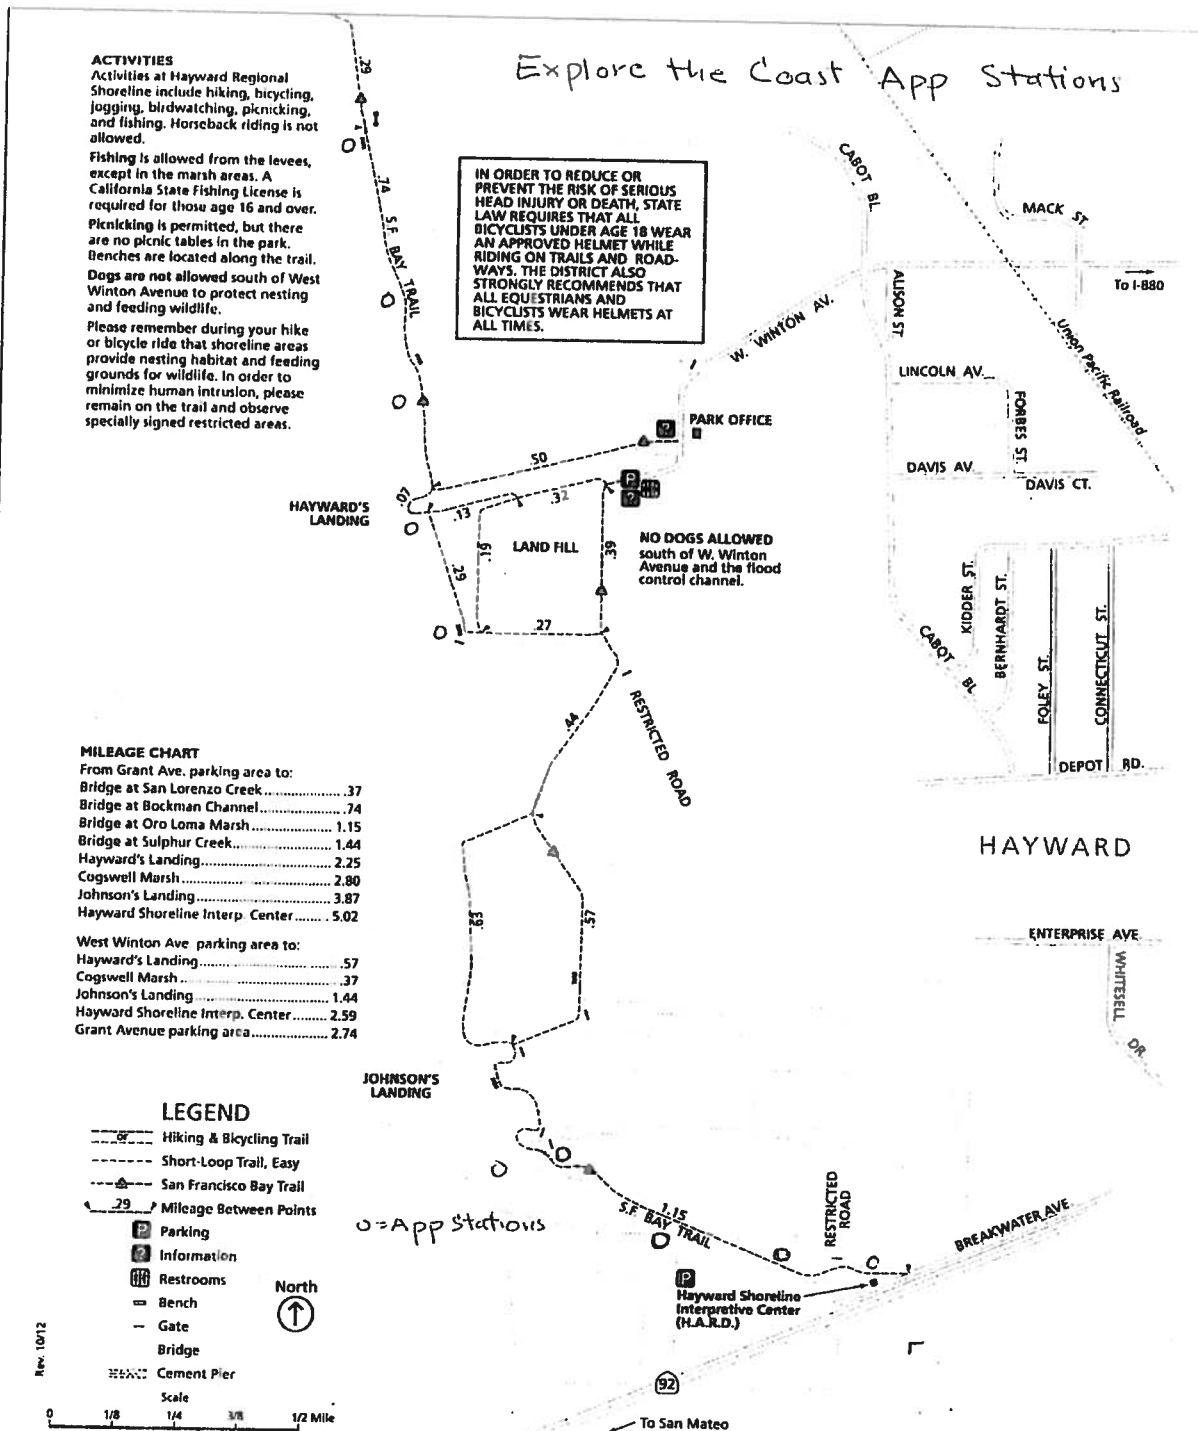 Explore the Coast App Stations
ACTIVITIES
Activities at Hayward Regional
Shoreline include hiking, bicycling,
jogging, birdwatching, picnicking,
and fishing. Horseback riding is not
allowed.
Fishing is allowed from the levees,
except in the marsh areas. A
California State Fishing License is
required for those age 16 and over.
Picnicking is permitted, but there
are no picnic tables in the park.
Benches are located along the trail.
Dogs are not allowed south of West
Winton Avenue to protect nesting
and feeding wildlife.
Please remember during your hike
or bicycle ride that shoreline areas
provide nesting habitat and feeding
grounds for wildlife. In order to
minimize human intrusion, please
remain on the trail and observe
specially signed restricted areas.
IN ORDER TO REDUCE OR
PREVENT THE RISK OF SERIOUS
HEAD INJURY OR DEATH, STATE
LAW REQUIRES THAT ALL
BICYCLISTS UNDER AGE 18 WEAR
AN APPROVED HELMET WHILE
RIDING ON TRAILS AND ROAD-
WAYS. THE DISTRICT ALSO
STRONGLY RECOMMENDS THAT
ALL EQUESTRIANS AND
BICYCLISTS WEAR HELMETS AT
ALL TIMES.
.29
.74
S.F. BAY TRAIL
CABOT BL.
MACK ST.
To I-880
ALISON ST.
W. WINTON AV.
Union Pacific Railroad
LINCOLN AV.
FORBES ST.
DAVIS AV.
DAVIS CT.
?
PARK OFFICE
.50
P
?
.07
.13
.32
HAYWARD'S
LANDING
LAND FILL
.19
.39
.29
.27
NO DOGS ALLOWED
south of W. Winton
Avenue and the flood
control channel.
KIDDER ST.
BERNHARDT ST.
FOLEY ST.
CONNECTICUT ST.
CABOT BL.
DEPOT RD.
.44
RESTRICTED ROAD
HAYWARD
ENTERPRISE AVE.
WHITESELL DR.
.63
.57
MILEAGE CHART
From Grant Ave. parking area to:
Bridge at San Lorenzo Creek .37
Bridge at Bockman Channel .74
Bridge at Oro Loma Marsh 1.15
Bridge at Sulphur Creek 1.44
Hayward's Landing 2.25
Cogswell Marsh 2.80
Johnson's Landing 3.87
Hayward Shoreline Interp. Center 5.02
West Winton Ave. parking area to:
Hayward's Landing .57
Cogswell Marsh .37
Johnson's Landing 1.44
Hayward Shoreline Interp. Center 2.59
Grant Avenue parking area 2.74
JOHNSON'S
LANDING
1.15
S.F. BAY TRAIL
RESTRICTED
ROAD
BREAKWATER AVE.
P
Hayward Shoreline
Interpretive Center
(H.A.R.D.)
92
To San Mateo
o=App Stations
LEGEND
or Hiking & Bicycling Trail
Short-Loop Trail, Easy
San Francisco Bay Trail
.29 Mileage Between Points
P Parking
? Information
Restrooms
Bench
Gate
Bridge
Cement Pier
Scale
0 1/8 1/4 3/8 1/2 Mile
North
Rev. 10/12